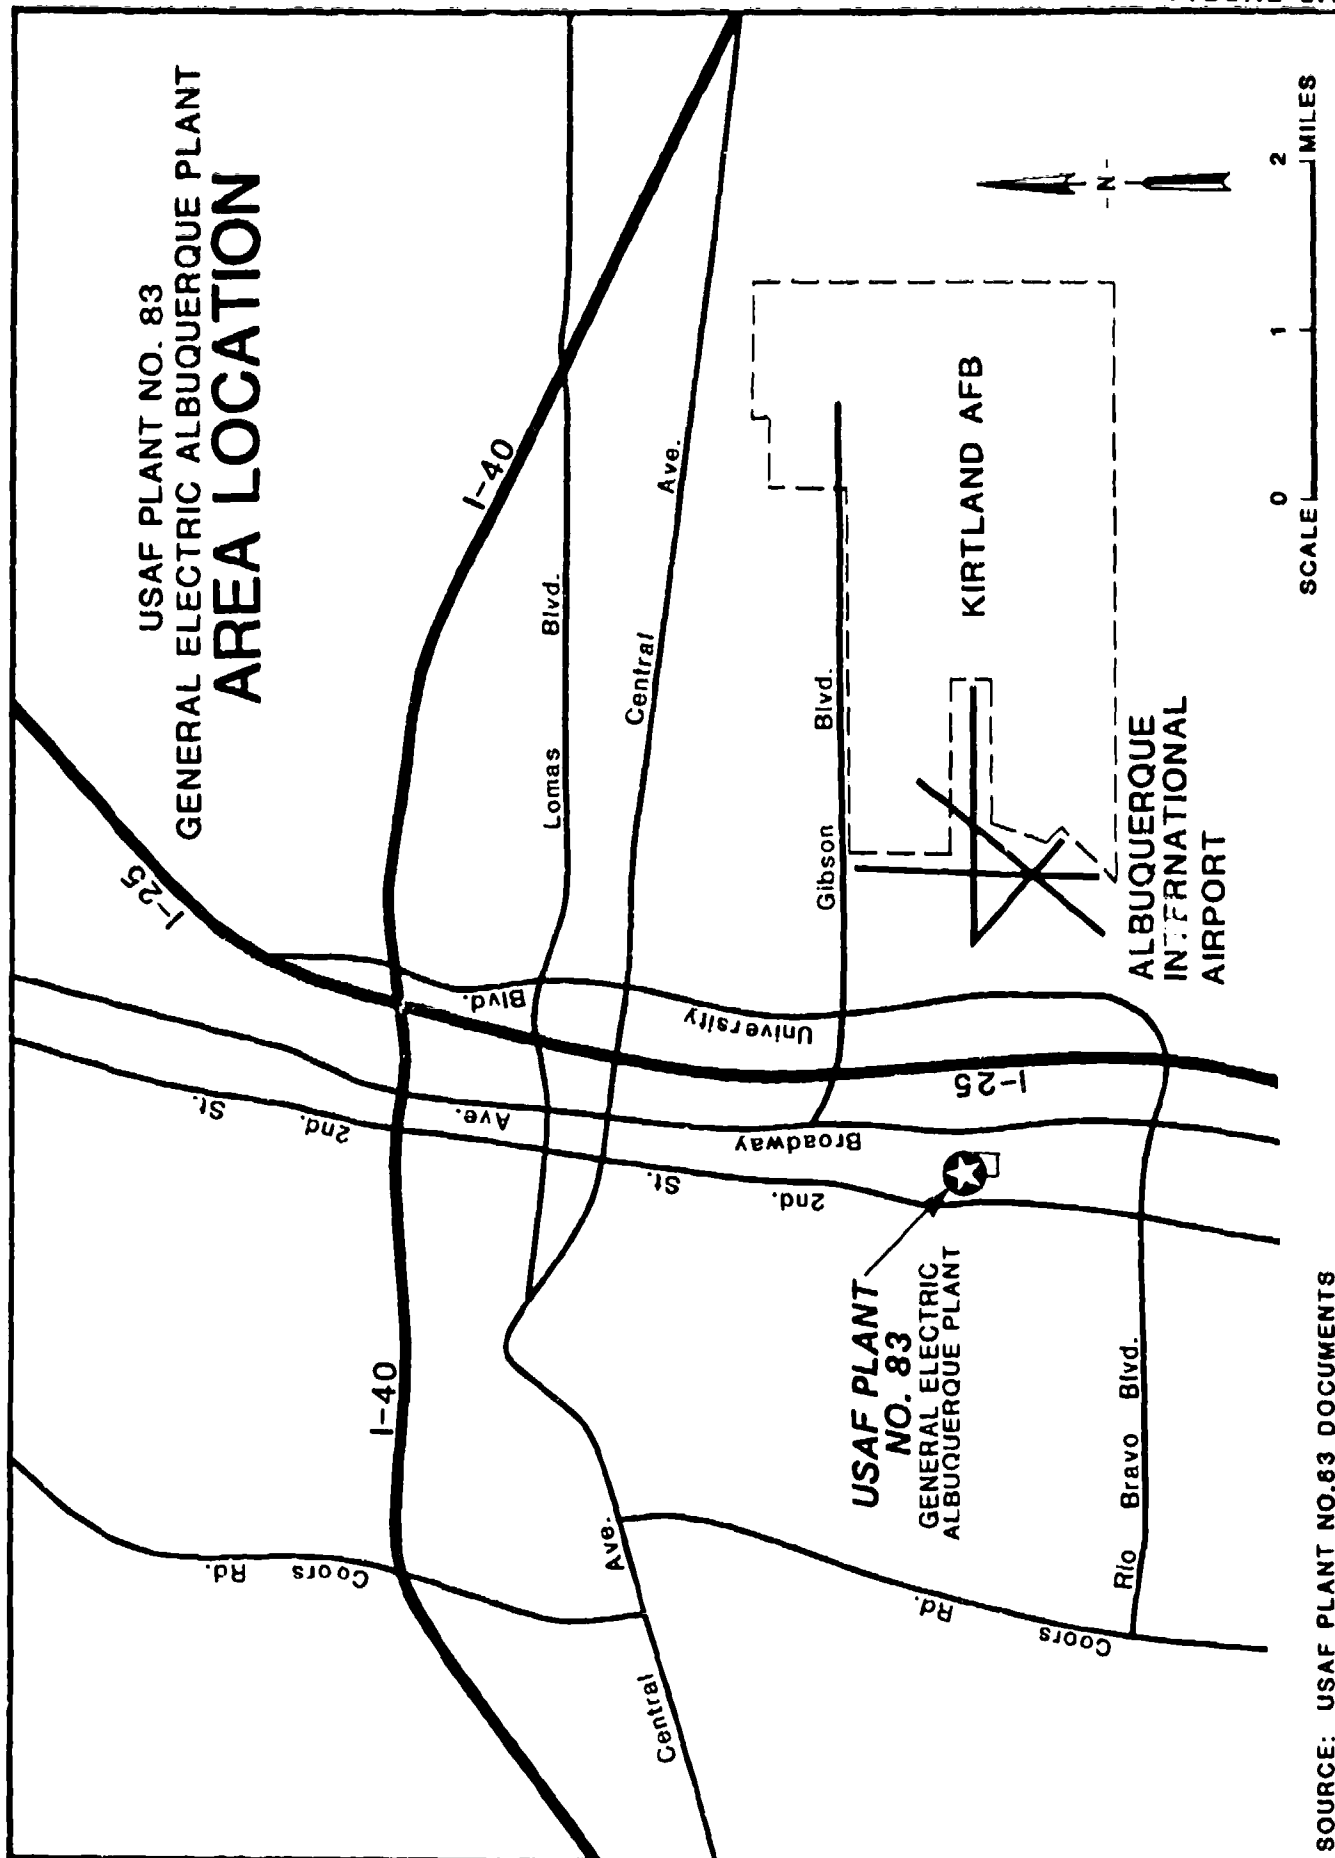 USAF PLANT NO. 83
GENERAL ELECTRIC ALBUQUERQUE PLANT
AREA LOCATION
I-25
I-40
I-40
Coors Rd.
2nd. St.
Ave.
Blvd.
Lomas Blvd.
Central Ave.
Central Ave.
St.
2nd.
Broadway
University
Gibson Blvd.
I-25
USAF PLANT
NO. 83
GENERAL ELECTRIC
ALBUQUERQUE PLANT
KIRTLAND AFB
ALBUQUERQUE
INTERNATIONAL
AIRPORT
Coors Rd.
Rio Bravo Blvd.
-N-
SCALE 0 1 2 MILES
SOURCE: USAF PLANT NO.83 DOCUMENTS